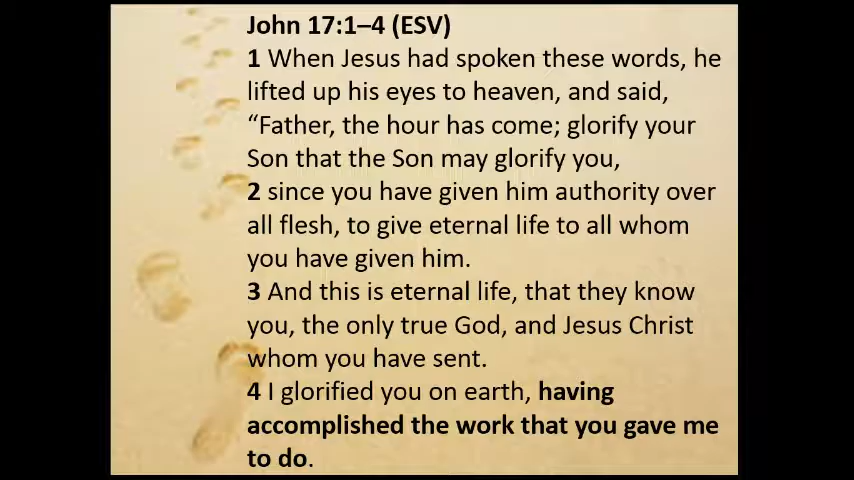 John 17:1–4 (ESV)
1 When Jesus had spoken these words, he
lifted up his eyes to heaven, and said,
“Father, the hour has come; glorify your
Son that the Son may glorify you,
2 since you have given him authority over
all flesh, to give eternal life to all whom
you have given him.
3 And this is eternal life, that they know
you, the only true God, and Jesus Christ
whom you have sent.
4 I glorified you on earth, having
accomplished the work that you gave me
to do.